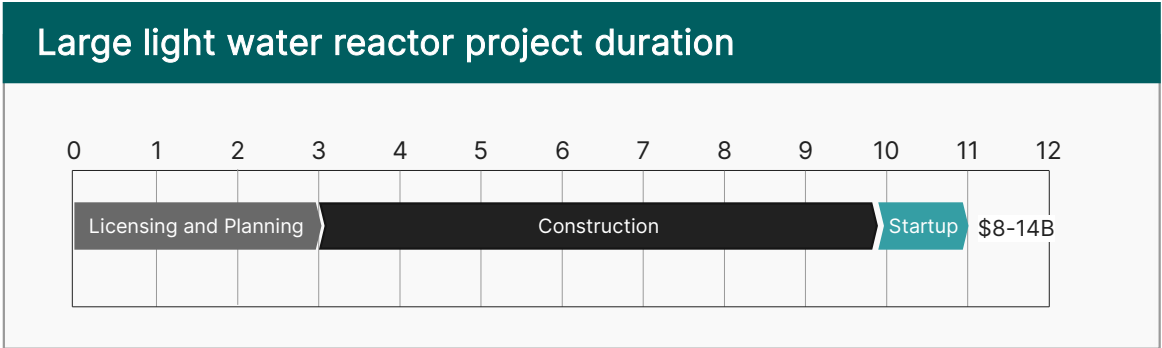 Large light water reactor project duration
0 1 2 3 4 5 6 7 8 9 10 11 12
Licensing and Planning Construction Startup $8-14B